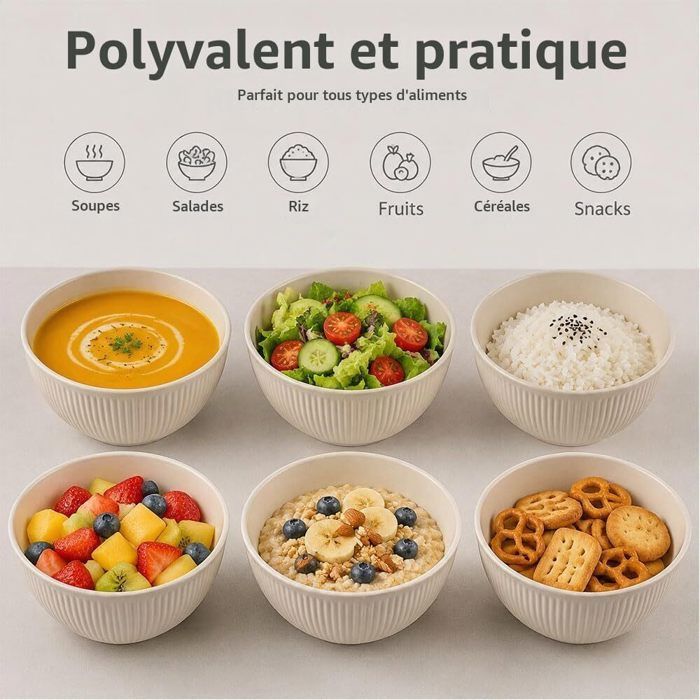 Polyvalent et pratique
Parfait pour tous types d'aliments
Soupes
Salades
Riz
Fruits
Céréales
Snacks